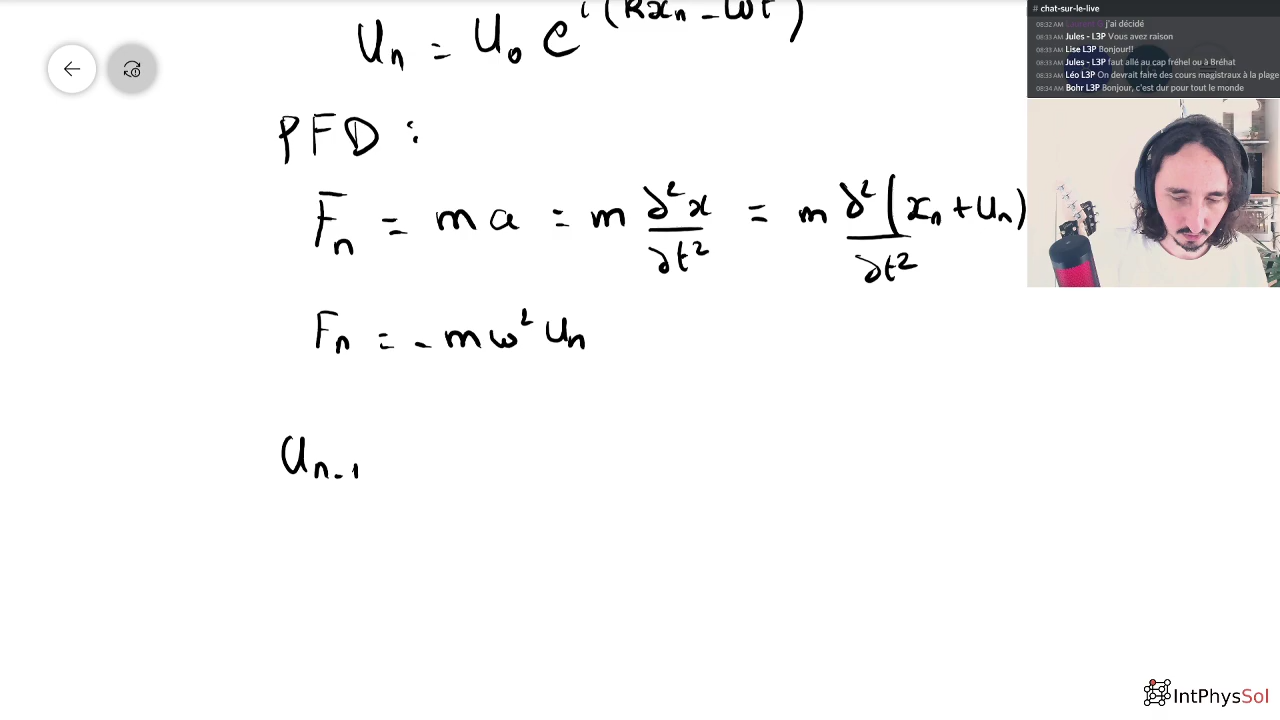 # chat-sur-le-live
08:32 AM j'ai décidé
08:33 AM Jules - L3P Vous avez raison
08:33 AM Lise L3P Bonjour!!
08:33 AM Jules - L3P faut allé au cap fréhel ou à Bréhat
08:33 AM Léo L3P On devrait faire des cours magistraux à la plage
08:34 AM Bohr L3P Bonjour, c'est dur pour tout le monde
Un = U0 e^i(kxn - ωt)
PFD :
Fn = m a = m ∂²x/∂t² = m ∂²(xn + un)/∂t²
Fn = - m ω² un
Un-1
IntPhysSol